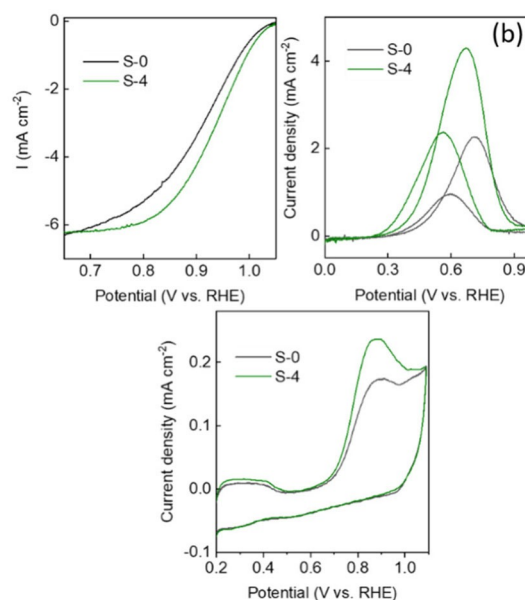 0
-2
-4
-6
I (mA cm⁻²)
S-0
S-4
0.7
0.8
0.9
1.0
Potential (V vs. RHE)
(b)
4
2
0
Current density (mA cm⁻²)
S-0
S-4
0.0
0.3
0.6
0.9
Potential (V vs. RHE)
0.2
0.1
0.0
-0.1
Current density (mA cm⁻²)
S-0
S-4
0.2
0.4
0.6
0.8
1.0
Potential (V vs. RHE)